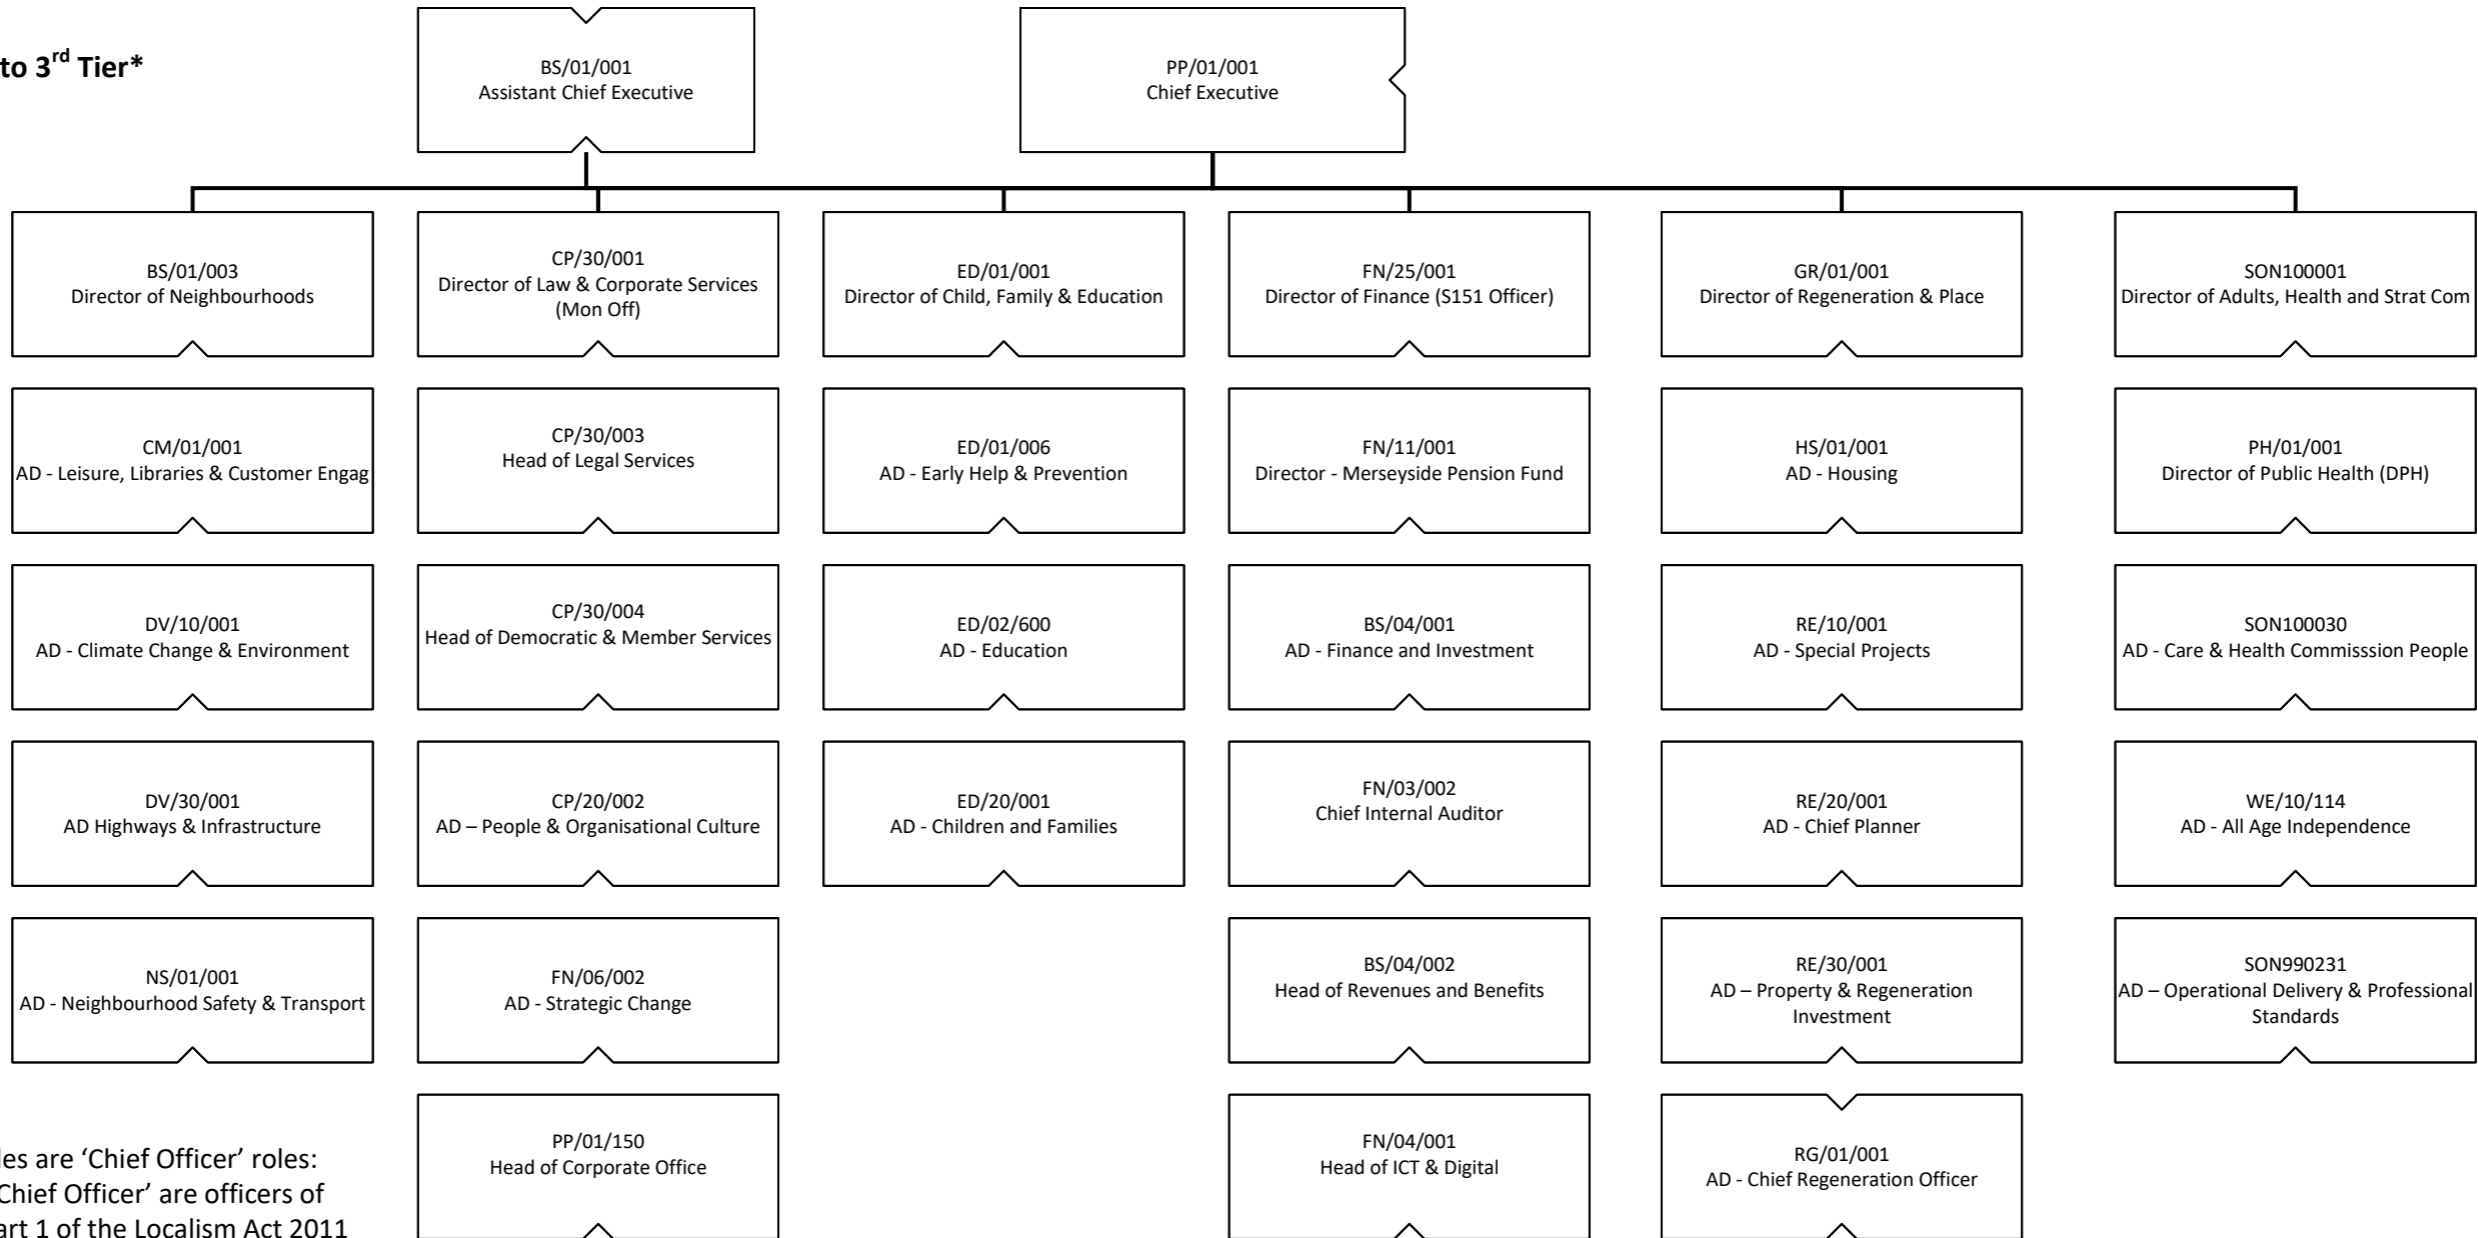 to 3rd Tier*
BS/01/001
Assistant Chief Executive
PP/01/001
Chief Executive
BS/01/003
Director of Neighbourhoods
CP/30/001
Director of Law & Corporate Services
(Mon Off)
ED/01/001
Director of Child, Family & Education
FN/25/001
Director of Finance (S151 Officer)
GR/01/001
Director of Regeneration & Place
SON100001
Director of Adults, Health and Strat Com
CM/01/001
AD - Leisure, Libraries & Customer Engag
CP/30/003
Head of Legal Services
ED/01/006
AD - Early Help & Prevention
FN/11/001
Director - Merseyside Pension Fund
HS/01/001
AD - Housing
PH/01/001
Director of Public Health (DPH)
DV/10/001
AD - Climate Change & Environment
CP/30/004
Head of Democratic & Member Services
ED/02/600
AD - Education
BS/04/001
AD - Finance and Investment
RE/10/001
AD - Special Projects
SON100030
AD - Care & Health Commisssion People
DV/30/001
AD Highways & Infrastructure
CP/20/002
AD – People & Organisational Culture
ED/20/001
AD - Children and Families
FN/03/002
Chief Internal Auditor
RE/20/001
AD - Chief Planner
WE/10/114
AD - All Age Independence
NS/01/001
AD - Neighbourhood Safety & Transport
FN/06/002
AD - Strategic Change
BS/04/002
Head of Revenues and Benefits
RE/30/001
AD – Property & Regeneration
Investment
SON990231
AD – Operational Delivery & Professional
Standards
PP/01/150
Head of Corporate Office
FN/04/001
Head of ICT & Digital
RG/01/001
AD - Chief Regeneration Officer
les are ‘Chief Officer’ roles:
Chief Officer’ are officers of
art 1 of the Localism Act 2011